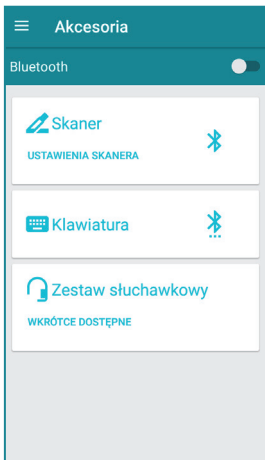 Akcesoria
Bluetooth
Skaner
USTAWIENIA SKANERA
Klawiatura
Zestaw słuchawkowy
WKRÓTCE DOSTĘPNE